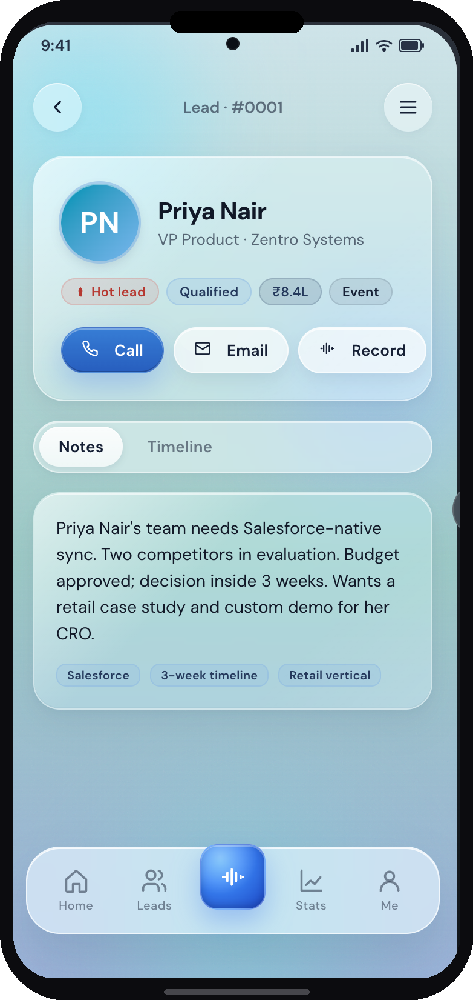 9:41
Lead · #0001
PN
Priya Nair
VP Product · Zentro Systems
Hot lead
Qualified
₹8.4L
Event
Call
Email
Record
Notes
Timeline
Priya Nair's team needs Salesforce-native
sync. Two competitors in evaluation. Budget
approved; decision inside 3 weeks. Wants a
retail case study and custom demo for her
CRO.
Salesforce
3-week timeline
Retail vertical
Home
Leads
Stats
Me